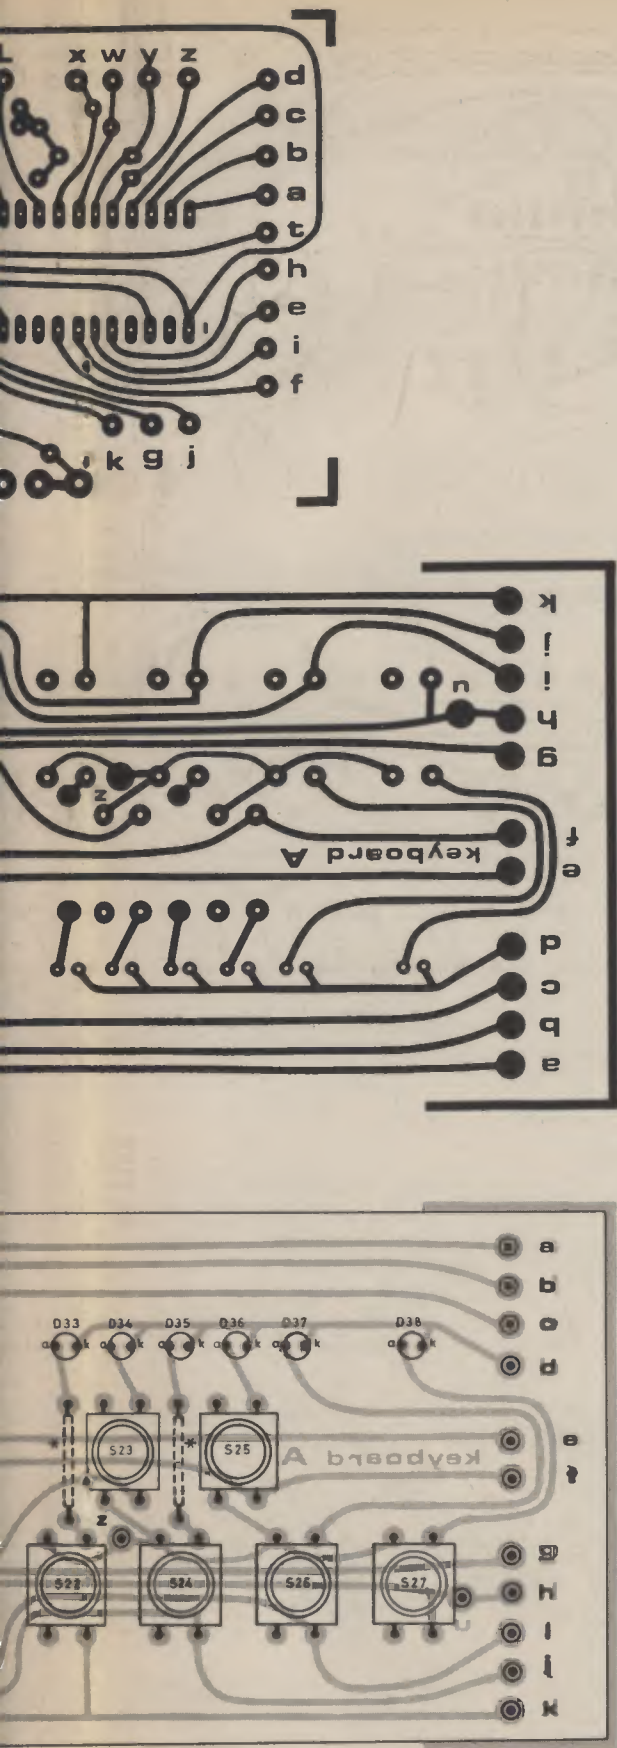 L x w y z
d
c
b
a
t
h
e
i
f
k g j
k
j
i
n
h
g
z
f
keyboard A
e
d
c
b
a
a
b
c
d
D33 D34 D35 D36 D37 D38
a k a k a k a k a k a k
* S23 * S25
keyboard A
e
f
z
g
S22 S24 S26 S27
h
n
i
j
k